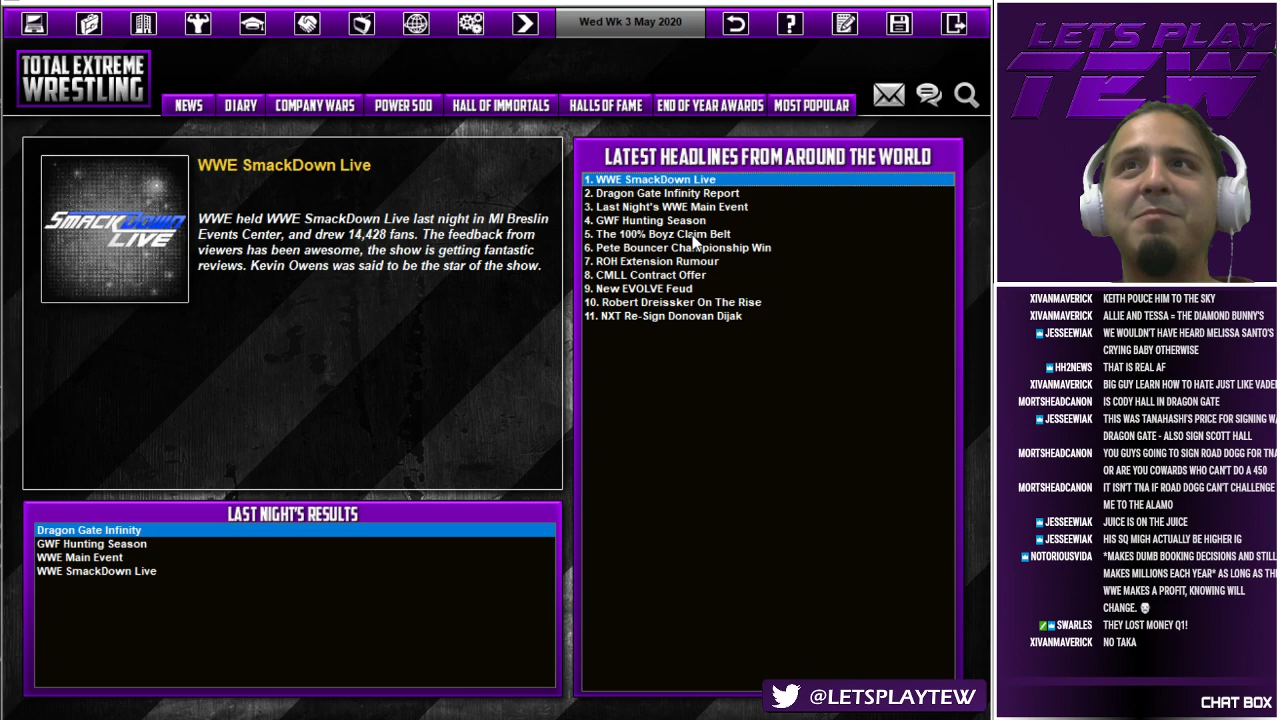 Wed Wk 3 May 2020
TOTAL EXTREME
WRESTLING
NEWS
DIARY
COMPANY WARS
POWER 500
HALL OF IMMORTALS
HALLS OF FAME
END OF YEAR AWARDS
MOST POPULAR
WWE SmackDown Live
SMACKDOWN
LIVE
WWE held WWE SmackDown Live last night in MI Breslin
Events Center, and drew 14,428 fans. The feedback from
viewers has been awesome, the show is getting fantastic
reviews. Kevin Owens was said to be the star of the show.
LATEST HEADLINES FROM AROUND THE WORLD
1. WWE SmackDown Live
2. Dragon Gate Infinity Report
3. Last Night's WWE Main Event
4. GWF Hunting Season
5. The 100% Boyz Claim Belt
6. Pete Bouncer Championship Win
7. ROH Extension Rumour
8. CMLL Contract Offer
9. New EVOLVE Feud
10. Robert Dreissker On The Rise
11. NXT Re-Sign Donovan Dijak
LAST NIGHT'S RESULTS
Dragon Gate Infinity
GWF Hunting Season
WWE Main Event
WWE SmackDown Live
LETS PLAY
TEW
XIVANMAVERICK KEITH POUCE HIM TO THE SKY
XIVANMAVERICK ALLIE AND TESSA = THE DIAMOND BUNNY'S
JESSEEWIAK WE WOULDN'T HAVE HEARD MELISSA SANTO'S
CRYING BABY OTHERWISE
HH2NEWS THAT IS REAL AF
XIVANMAVERICK BIG GUY LEARN HOW TO HATE JUST LIKE VADE
MORTSHEADCANON IS CODY HALL IN DRAGON GATE
JESSEEWIAK THIS WAS TANAHASHI'S PRICE FOR SIGNING W/
DRAGON GATE - ALSO SIGN SCOTT HALL
MORTSHEADCANON YOU GUYS GOING TO SIGN ROAD DOGG FOR TNA
OR ARE YOU COWARDS WHO CAN'T DO A 450
MORTSHEADCANON IT ISN'T TNA IF ROAD DOGG CAN'T CHALLENGE
ME TO THE ALAMO
JESSEEWIAK JUICE IS ON THE JUICE
JESSEEWIAK HIS SQ MIGH ACTUALLY BE HIGHER IG
NOTORIOUSVIDA *MAKES DUMB BOOKING DECISIONS AND STILL
MAKES MILLIONS EACH YEAR* AS LONG AS THE
WWE MAKES A PROFIT, KNOWING WILL
CHANGE.
SWARLES THEY LOST MONEY Q1!
XIVANMAVERICK NO TAKA
@LETSPLAYTEW
CHAT BOX